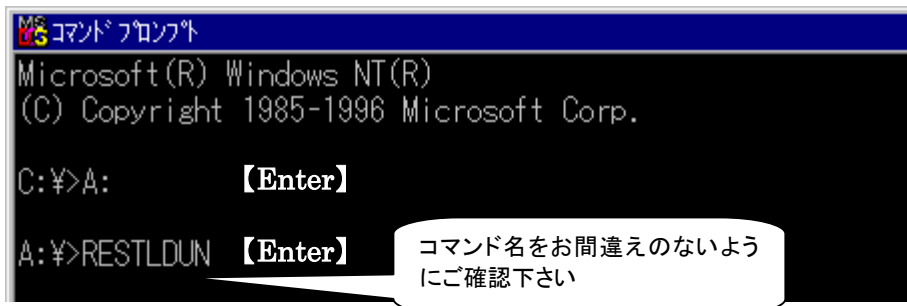 コマンド プロンプト
Microsoft(R) Windows NT(R)
(C) Copyright 1985-1996 Microsoft Corp.
C:¥>A: 【Enter】
A:¥>RESTLDUN 【Enter】
コマンド名をお間違えのないよう
にご確認下さい